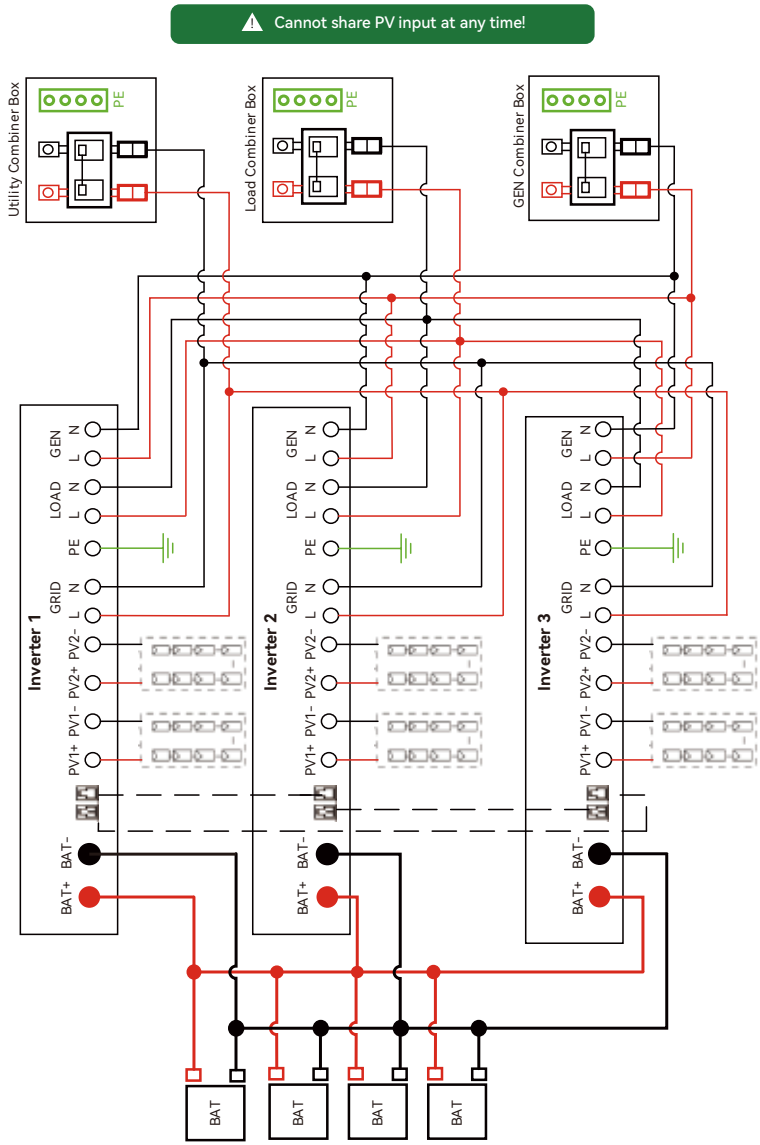 Cannot share PV input at any time!
Utility Combiner Box
PE
Load Combiner Box
PE
GEN Combiner Box
PE
Inverter 1
GEN
N
L
LOAD
N
L
PE
GRID
N
L
PV2-
PV2+
PV1-
PV1+
BAT-
BAT+
Inverter 2
GEN
N
L
LOAD
N
L
PE
GRID
N
L
PV2-
PV2+
PV1-
PV1+
BAT-
BAT+
Inverter 3
GEN
N
L
LOAD
N
L
PE
GRID
N
L
PV2-
PV2+
PV1-
PV1+
BAT-
BAT+
BAT
BAT
BAT
BAT